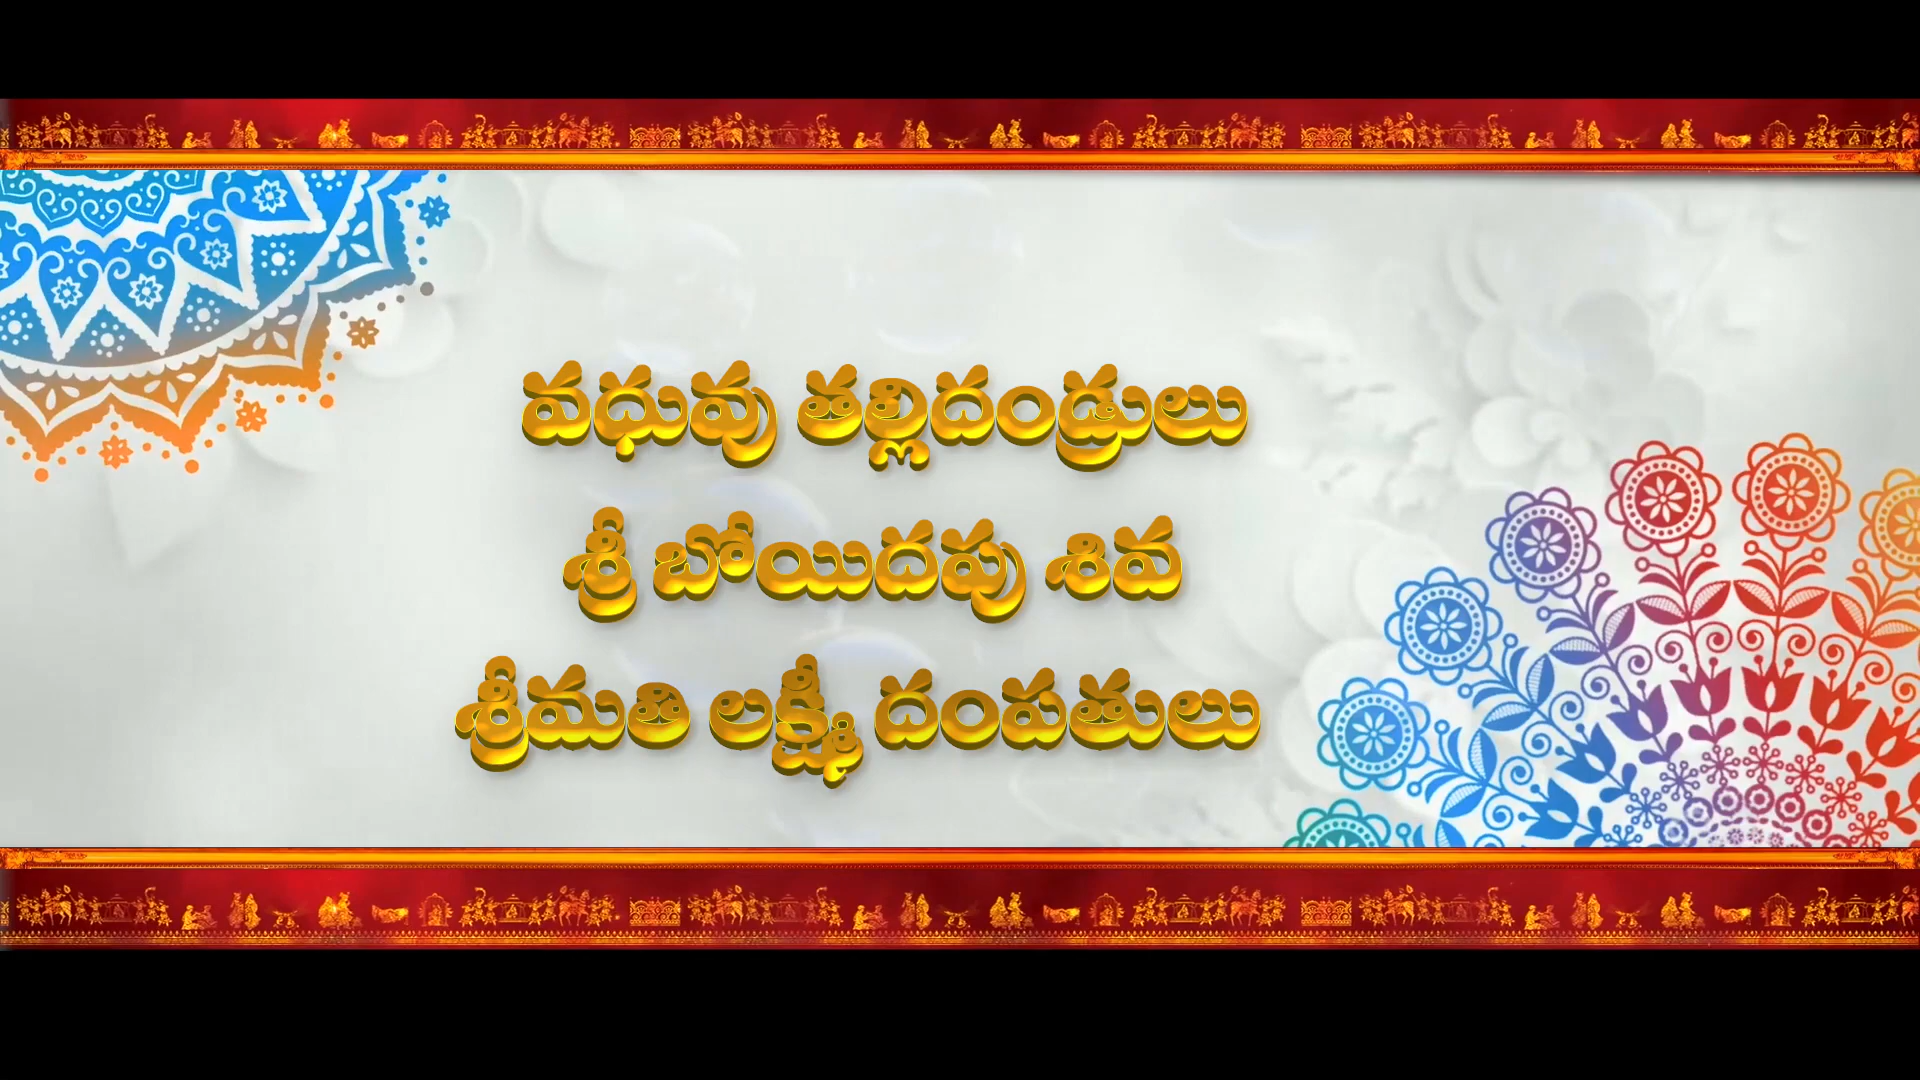 వధువు తల్లిదండ్రులు
శ్రీ బోయిదపు శివ
శ్రీమతి లక్ష్మీ దంపతులు